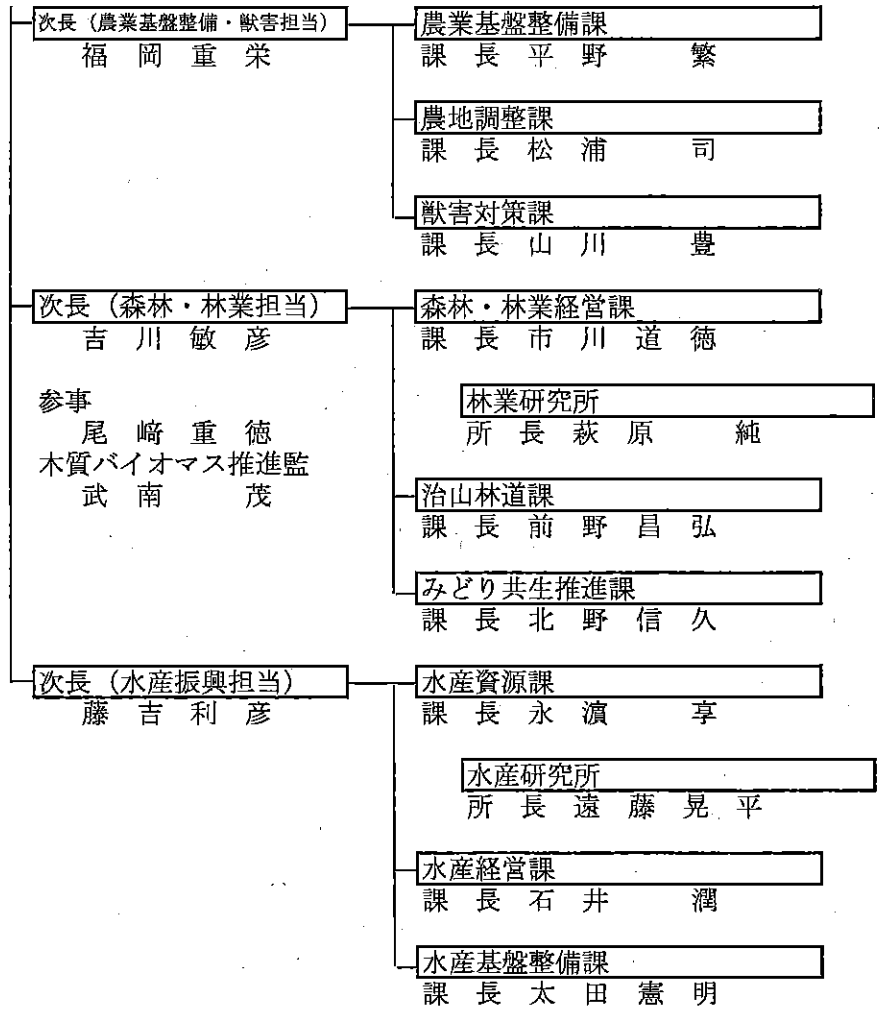 次長（農業基盤整備・獣害担当）
福岡重栄
農業基盤整備課
課長平野繁
農地調整課
課長松浦司
獣害対策課
課長山川豊
次長（森林・林業担当）
吉川敏彦
参事
尾﨑重徳
木質バイオマス推進監
武南茂
森林・林業経営課
課長市川道徳
林業研究所
所長萩原純
治山林道課
課長前野昌弘
みどり共生推進課
課長北野信久
次長（水産振興担当）
藤吉利彦
水産資源課
課長永濵享
水産研究所
所長遠藤晃平
水産経営課
課長石井潤
水産基盤整備課
課長太田憲明